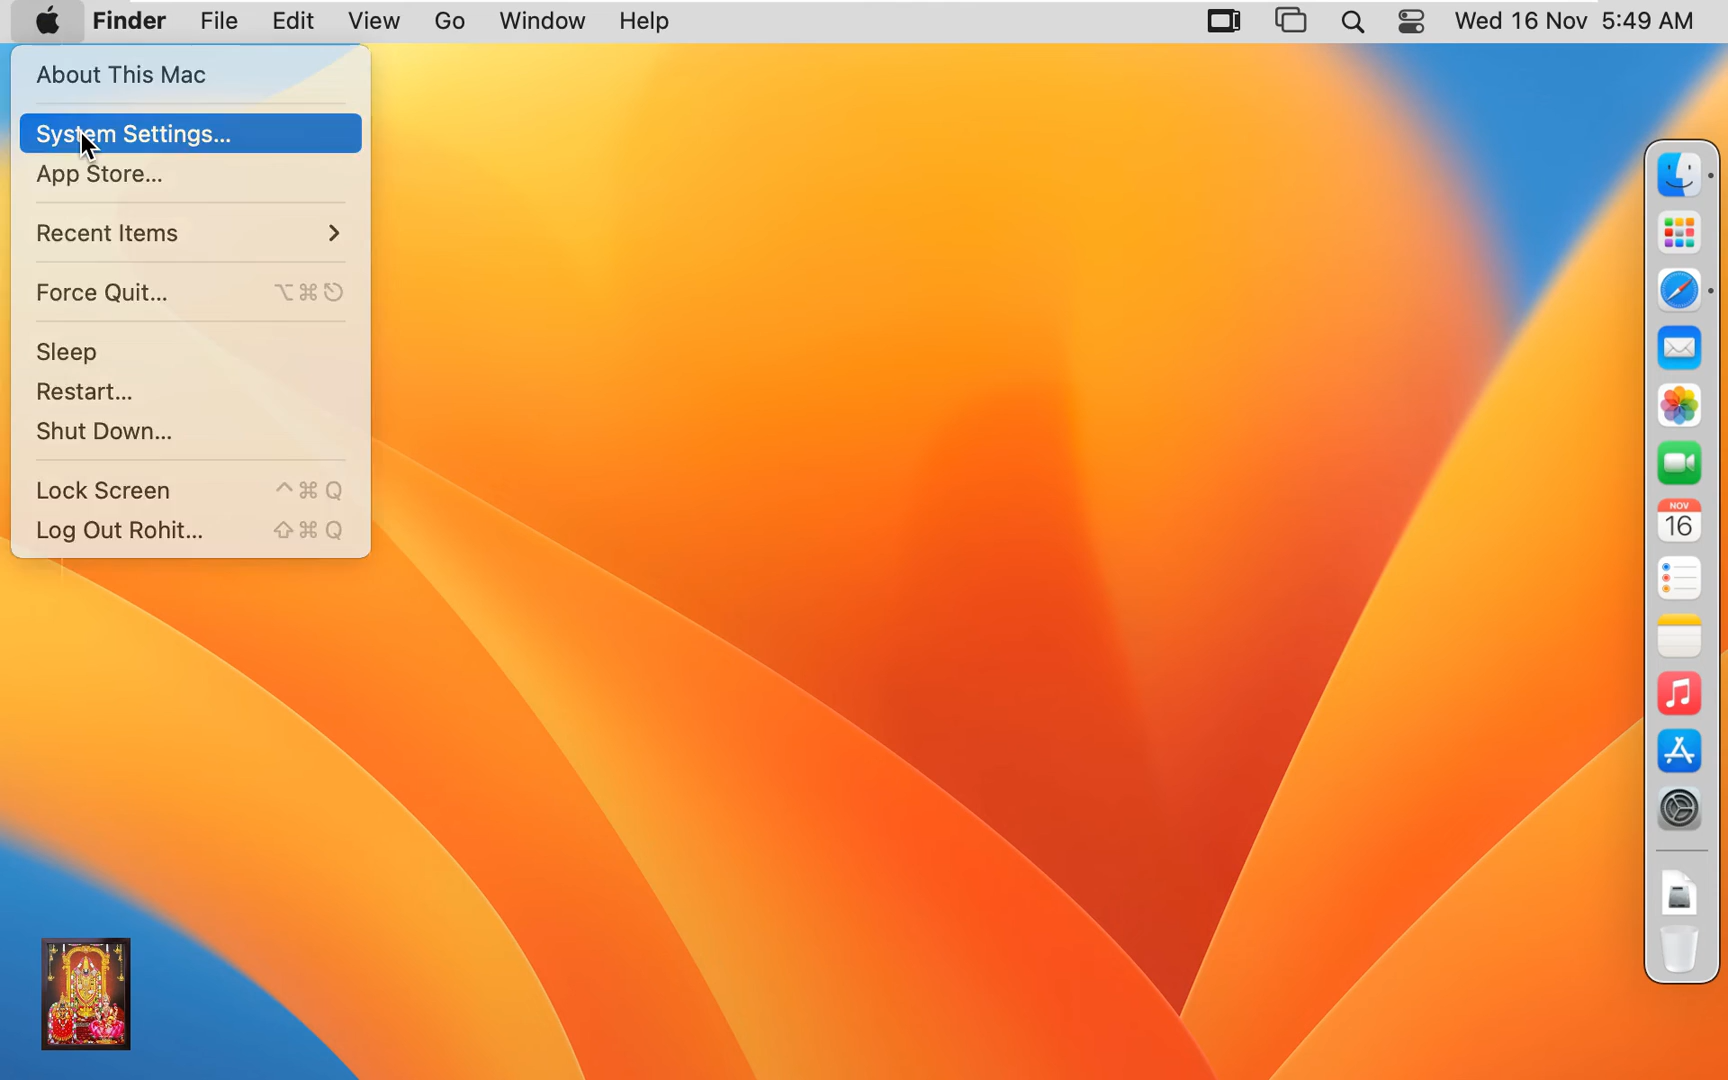 Finder File Edit View Go Window Help Wed 16 Nov 5:49 AM
About This Mac
System Settings...
App Store...
Recent Items
Force Quit... ⌥⌘⎋
Sleep
Restart...
Shut Down...
Lock Screen ^⌘Q
Log Out Rohit... ⇧⌘Q
NOV
16